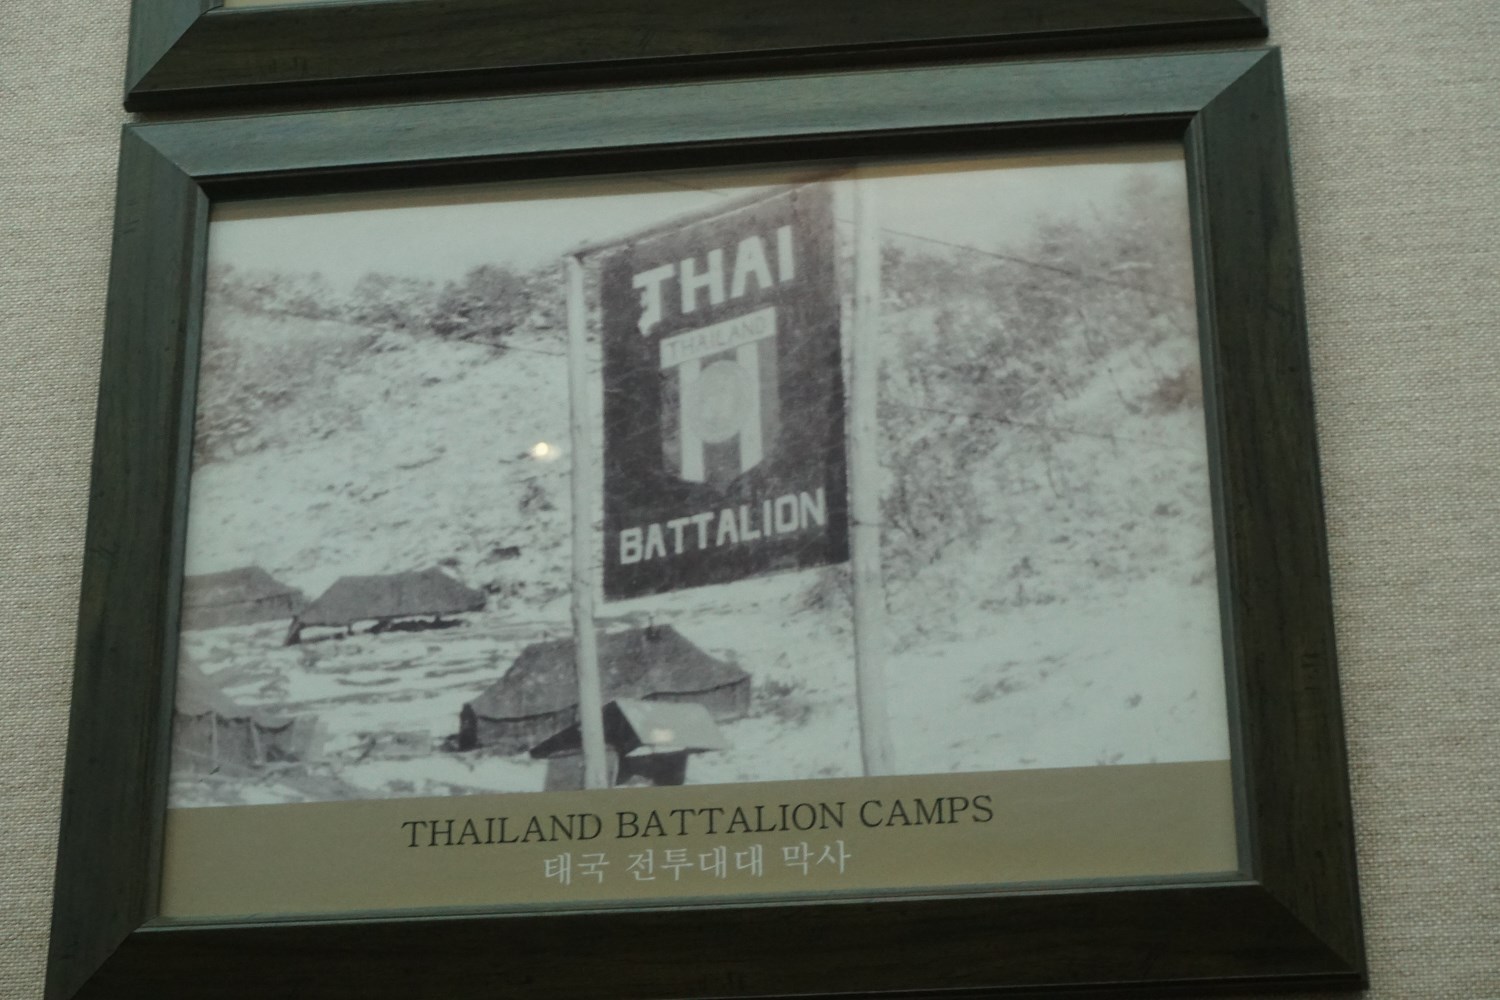 THAI
THAILAND
BATTALION
THAILAND BATTALION CAMPS
태국 전투대대 막사